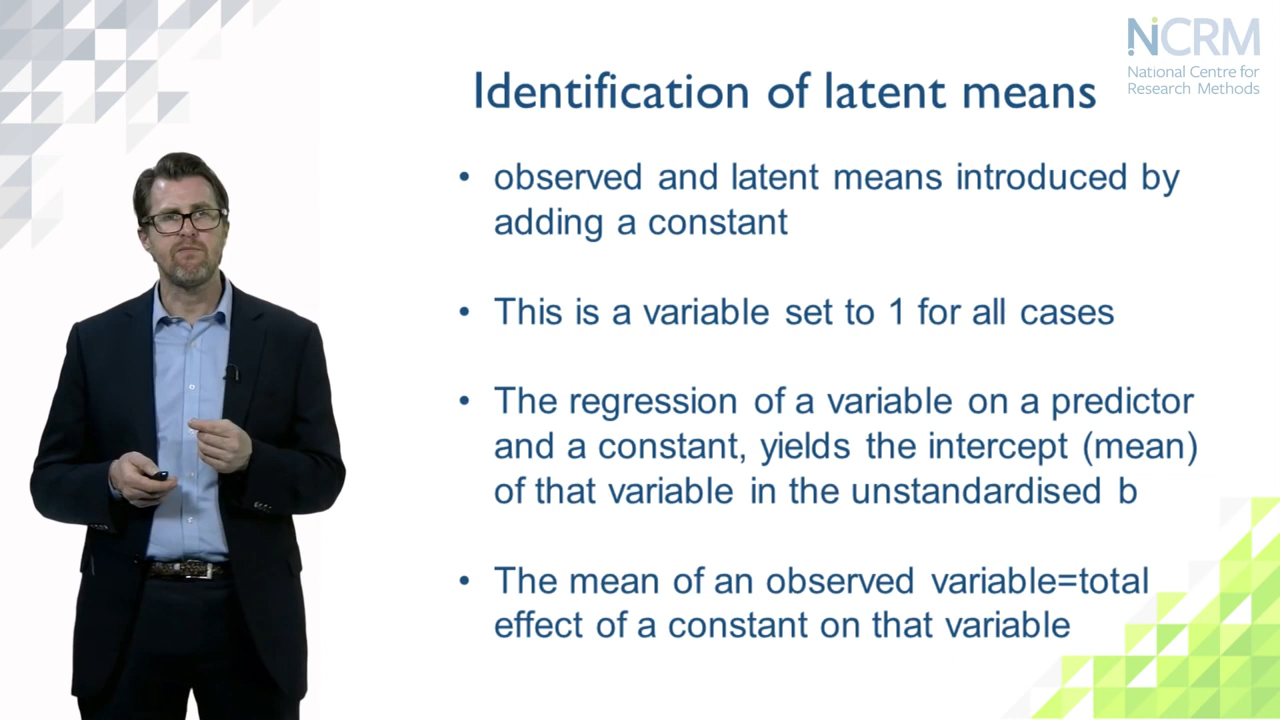 NCRM
National Centre for
Research Methods
Identification of latent means
• observed and latent means introduced by
adding a constant
• This is a variable set to 1 for all cases
• The regression of a variable on a predictor
and a constant, yields the intercept (mean)
of that variable in the unstandardised b
• The mean of an observed variable=total
effect of a constant on that variable